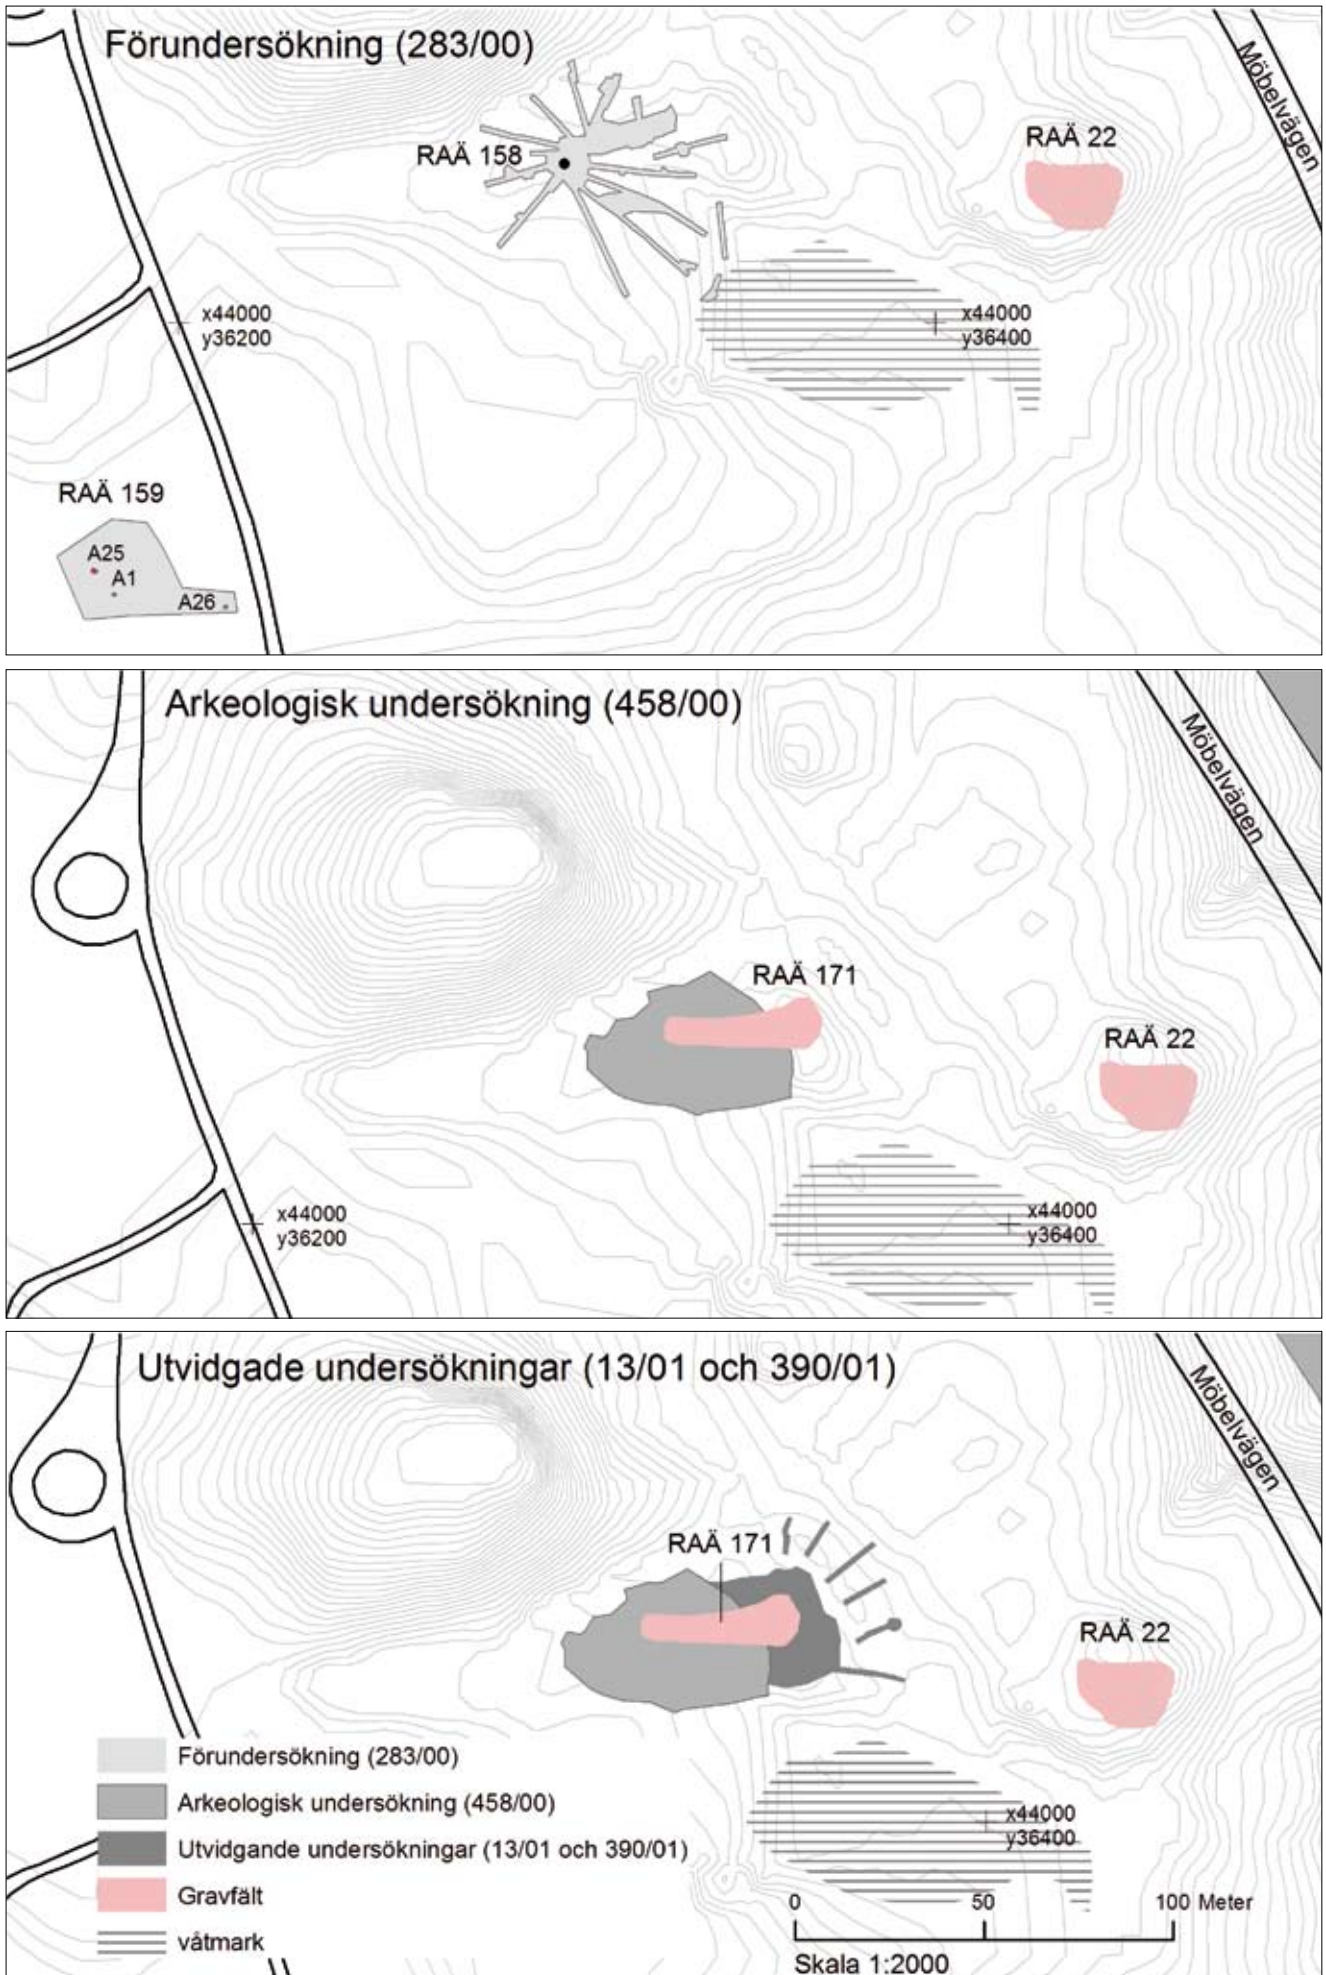 Förundersökning (283/00)
Möbelvägen
RAÄ 158
RAÄ 22
x44000
y36200
x44000
y36400
RAÄ 159
A25
A1
A26
Arkeologisk undersökning (458/00)
Möbelvägen
RAÄ 171
RAÄ 22
x44000
y36200
x44000
y36400
Utvidgade undersökningar (13/01 och 390/01)
Möbelvägen
RAÄ 171
RAÄ 22
Förundersökning (283/00)
Arkeologisk undersökning (458/00)
Utvidgande undersökningar (13/01 och 390/01)
Gravfält
våtmark
x44000
y36400
0 50 100 Meter
Skala 1:2000